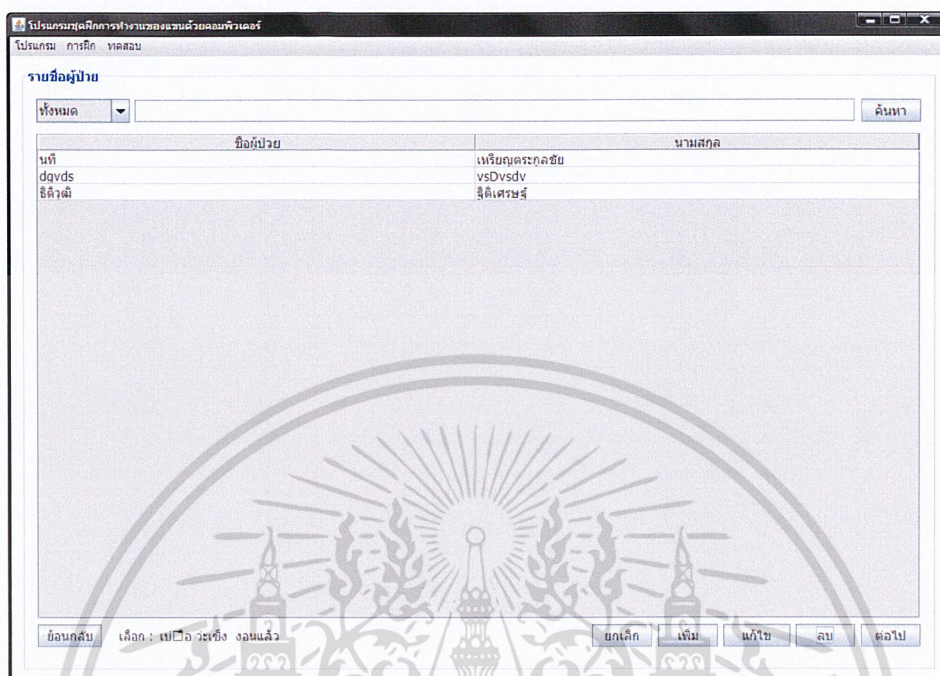 โปรแกรมชุดฝึกการทำงานของแขนด้วยคอมพิวเตอร์
โปรแกรม การฝึก ทดสอบ
รายชื่อผู้ป่วย
ทั้งหมด ค้นหา
ชื่อผู้ป่วย นามสกุล
นที เหรียญตระกูลชัย
dgvds vsDvsdv
ธิติวุฒิ ฐิติเศรษฐ์
ย้อนกลับ เลือก : ยกเลิก เพิ่ม แก้ไข ลบ ต่อไป